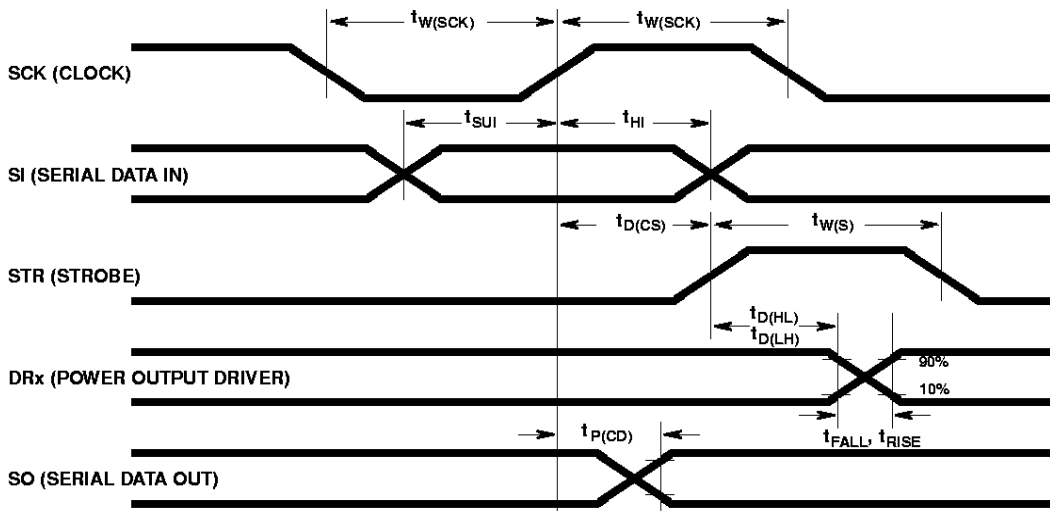 tW(SCK) tW(SCK)
SCK (CLOCK)
tSUI tHI
SI (SERIAL DATA IN)
tD(CS) tW(S)
STR (STROBE)
tD(HL)
tD(LH)
DRx (POWER OUTPUT DRIVER)
90%
10%
tP(CD) tFALL, tRISE
SO (SERIAL DATA OUT)